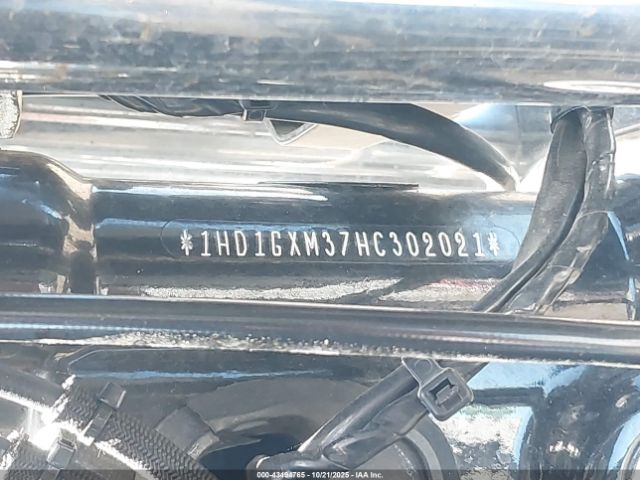 *1HD1GXM37HC302021*
000-43494765 - 10/21/2025 - IAA Inc.